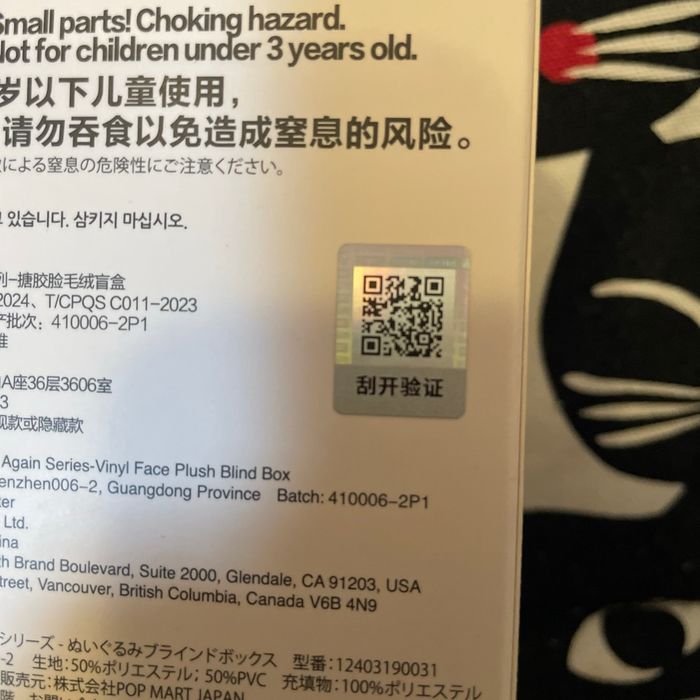 Small parts! Choking hazard.
Not for children under 3 years old.
岁以下儿童使用，
请勿吞食以免造成窒息的风险。
による窒息の危険性にご注意ください。
있습니다. 삼키지 마십시오.
列-搪胶脸毛绒盲盒
2024、T/CPQS C011-2023
产批次：410006-2P1
准
A座36层3606室
3
规款或隐藏款
刮开验证
Again Series-Vinyl Face Plush Blind Box
enzhen006-2, Guangdong Province Batch: 410006-2P1
ter
Ltd.
ina
th Brand Boulevard, Suite 2000, Glendale, CA 91203, USA
treet, Vancouver, British Columbia, Canada V6B 4N9
シリーズ - ぬいぐるみブラインドボックス 型番：12403190031
-2 生地：50%ポリエステル；50%PVC 充填物：100%ポリエステル
販売元：株式会社POP MART JAPAN